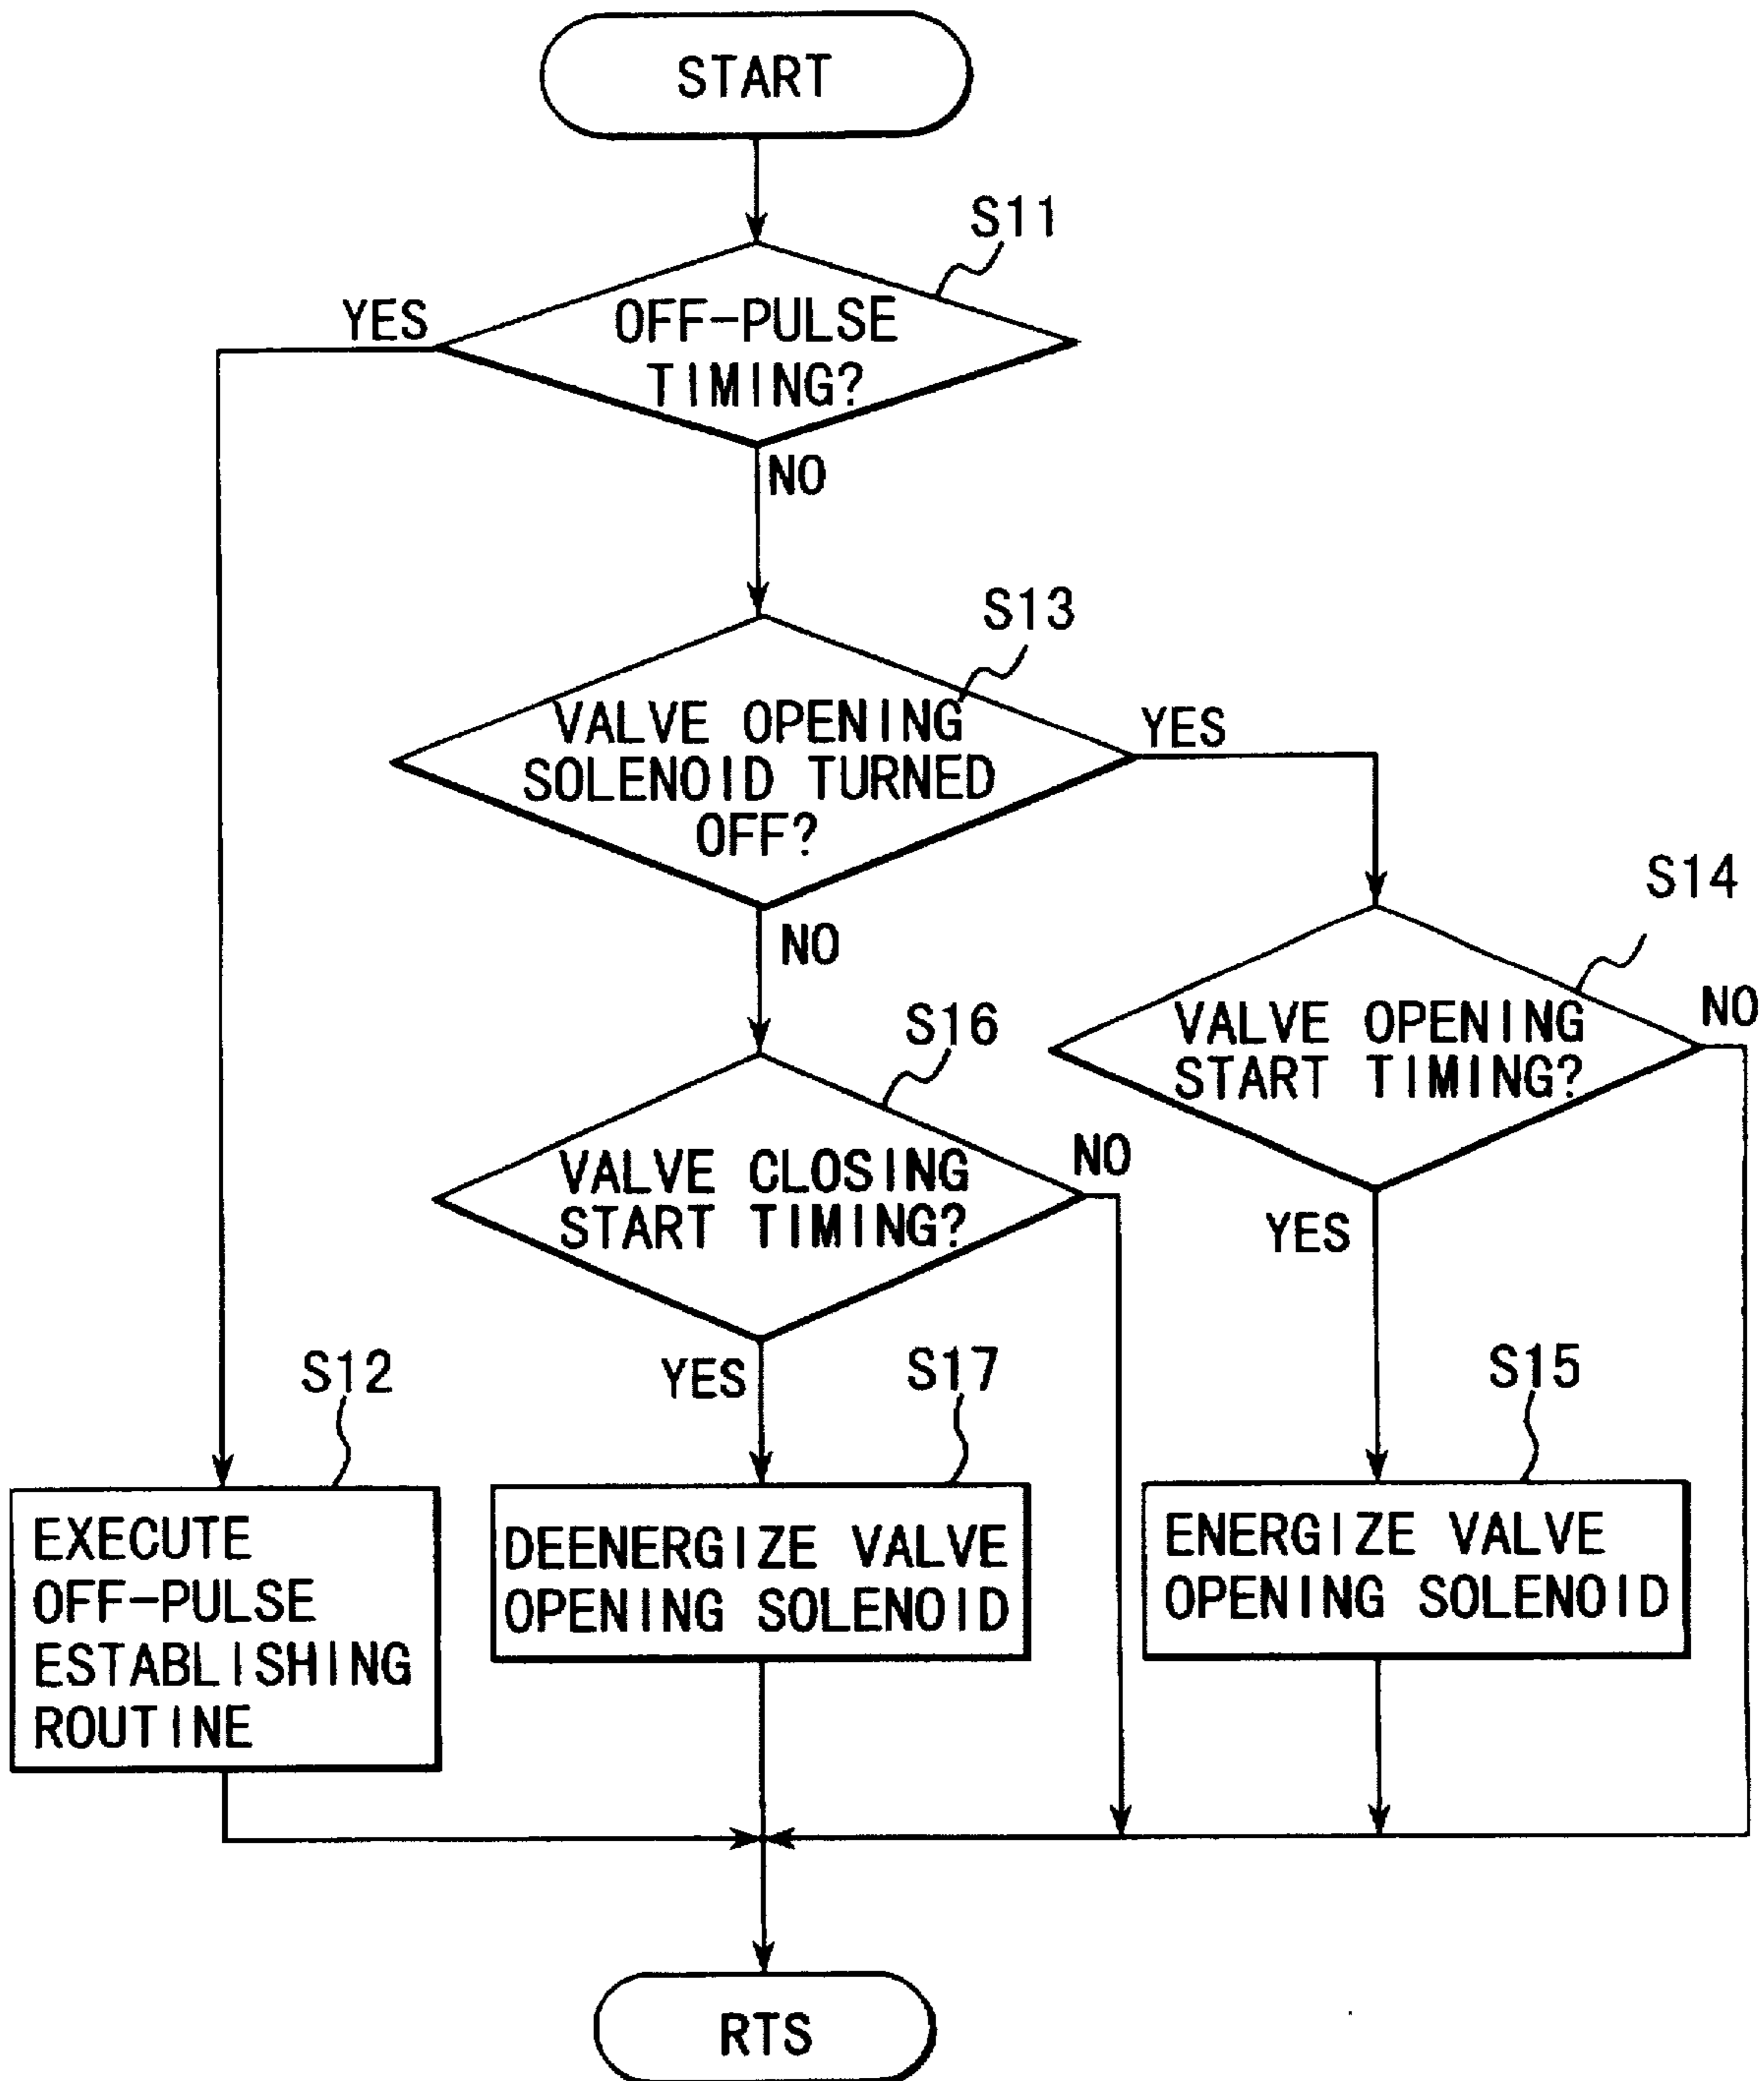 START
S11
YES
OFF-PULSE
TIMING?
NO
S13
VALVE OPENING
SOLENOID TURNED
OFF?
YES
NO
S14
VALVE OPENING
START TIMING?
NO
YES
S16
VALVE CLOSING
START TIMING?
NO
YES
S12
EXECUTE
OFF-PULSE
ESTABLISHING
ROUTINE
S17
DEENERGIZE VALVE
OPENING SOLENOID
S15
ENERGIZE VALVE
OPENING SOLENOID
RTS